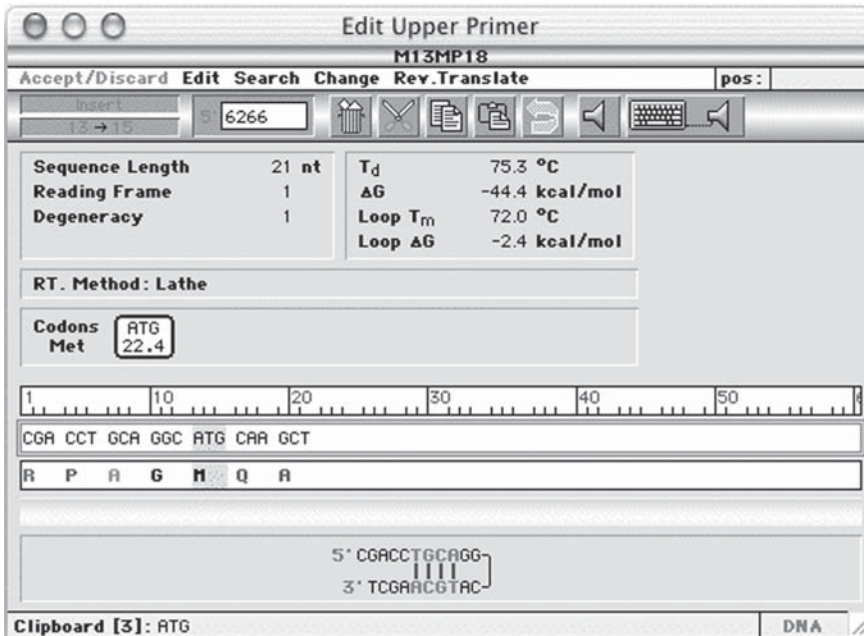 Edit Upper Primer
M13MP18
Accept/Discard Edit Search Change Rev.Translate pos:
Insert
13 → 15
5' 6266
Sequence Length 21 nt
Reading Frame 1
Degeneracy 1
Td 75.3 °C
ΔG -44.4 kcal/mol
Loop Tm 72.0 °C
Loop ΔG -2.4 kcal/mol
RT. Method: Lathe
Codons ATG
Met 22.4
1 10 20 30 40 50 6
CGA CCT GCA GGC ATG CAA GCT
R P A G M Q A
5' CGACCTGCAGG
3' TCGAACGTAC
Clipboard [3]: ATG DNA